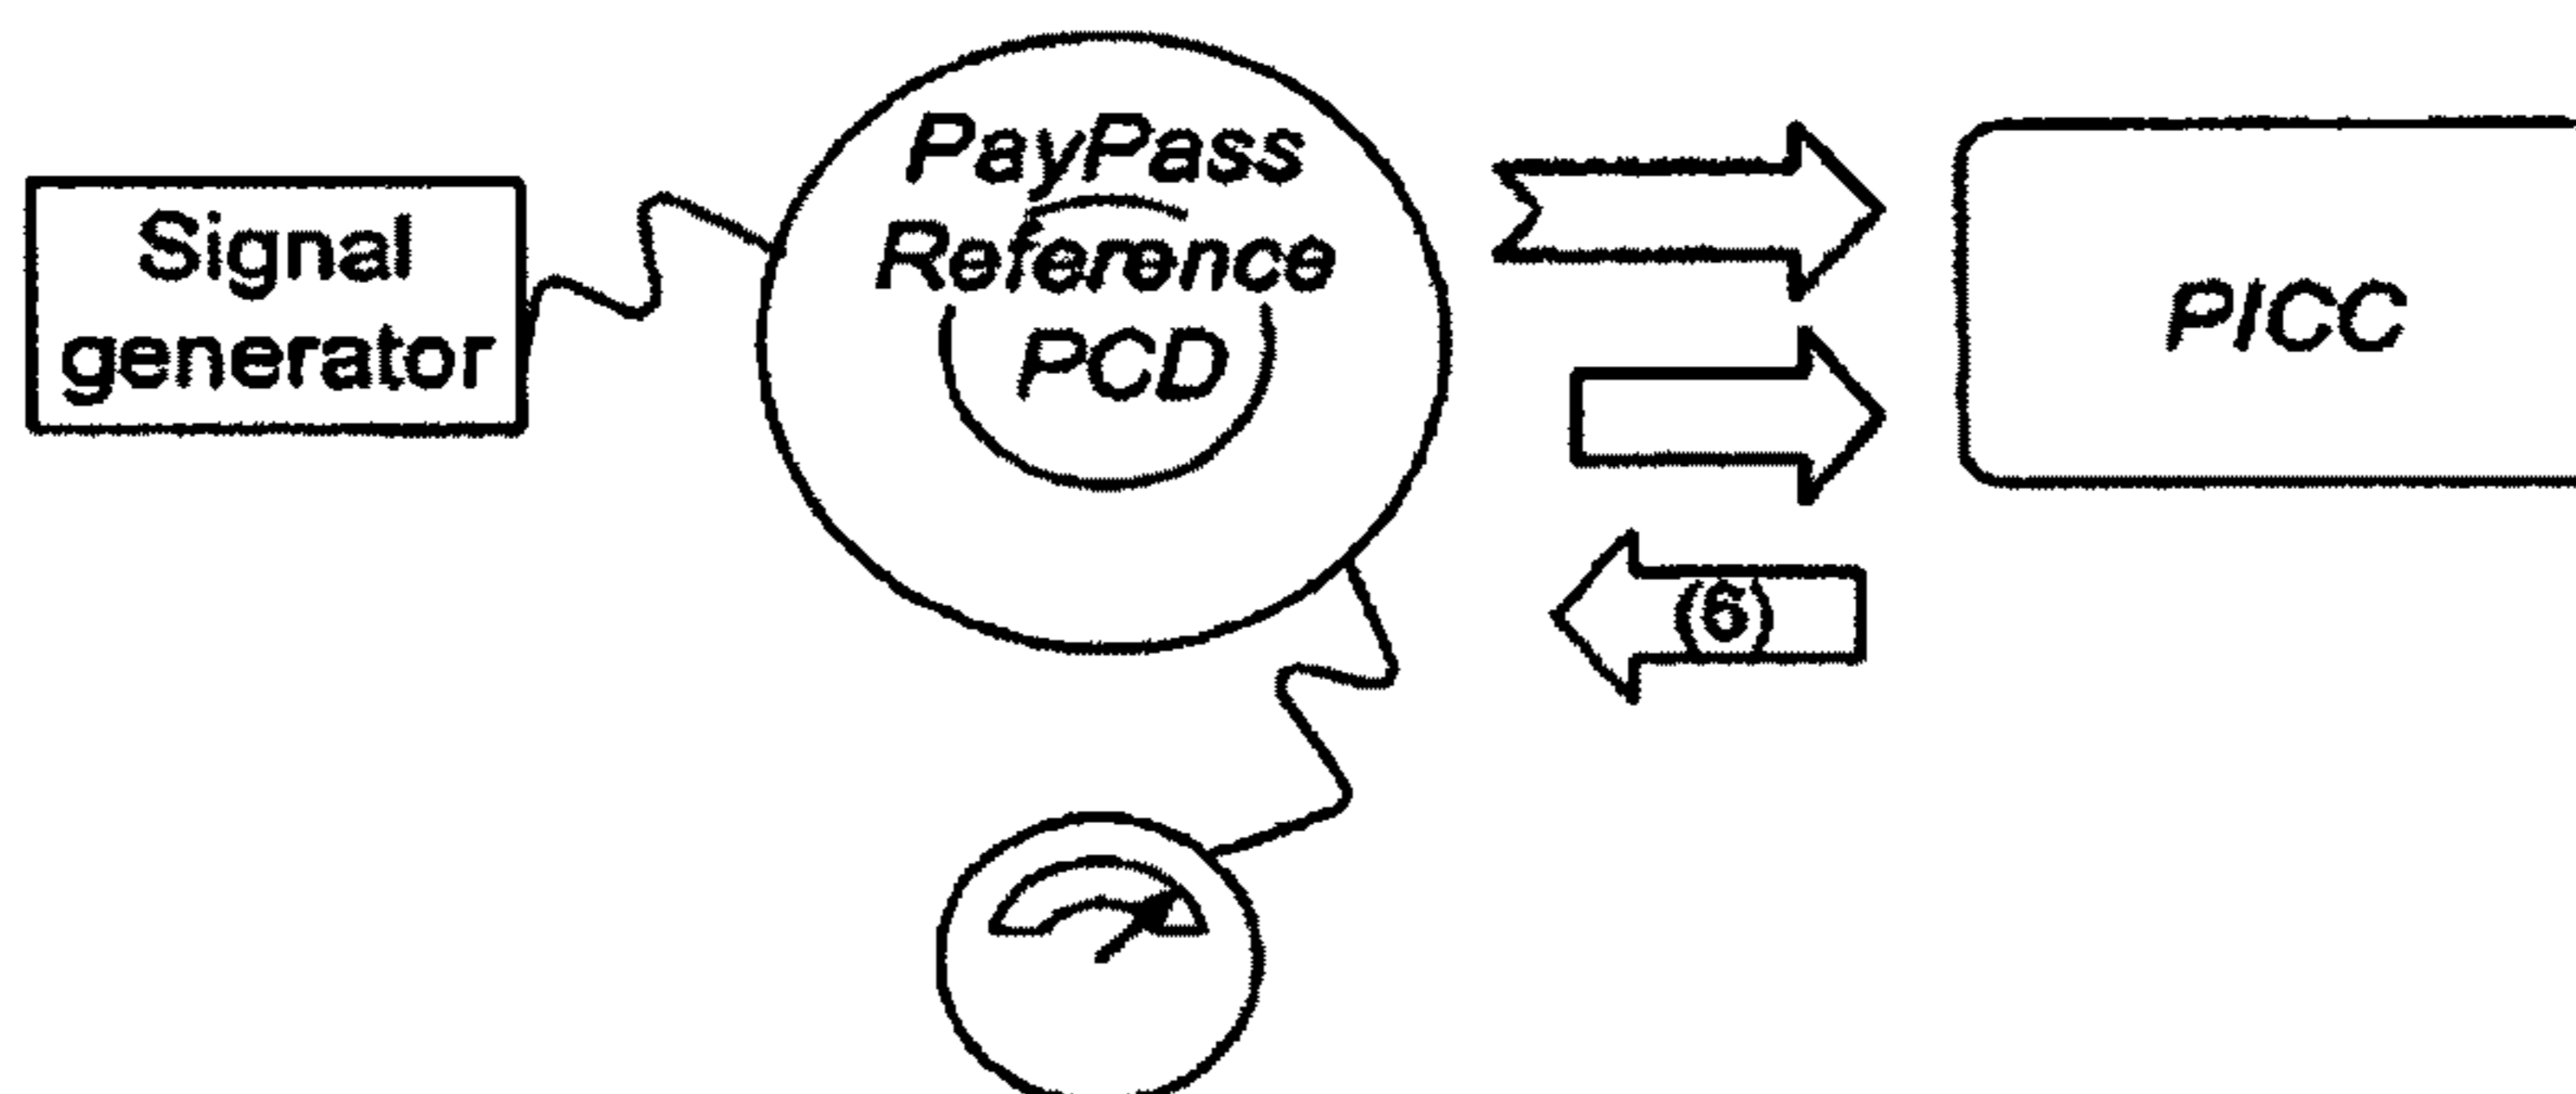 Signal
generator
PayPass
Reference
PCD
PICC
(6)